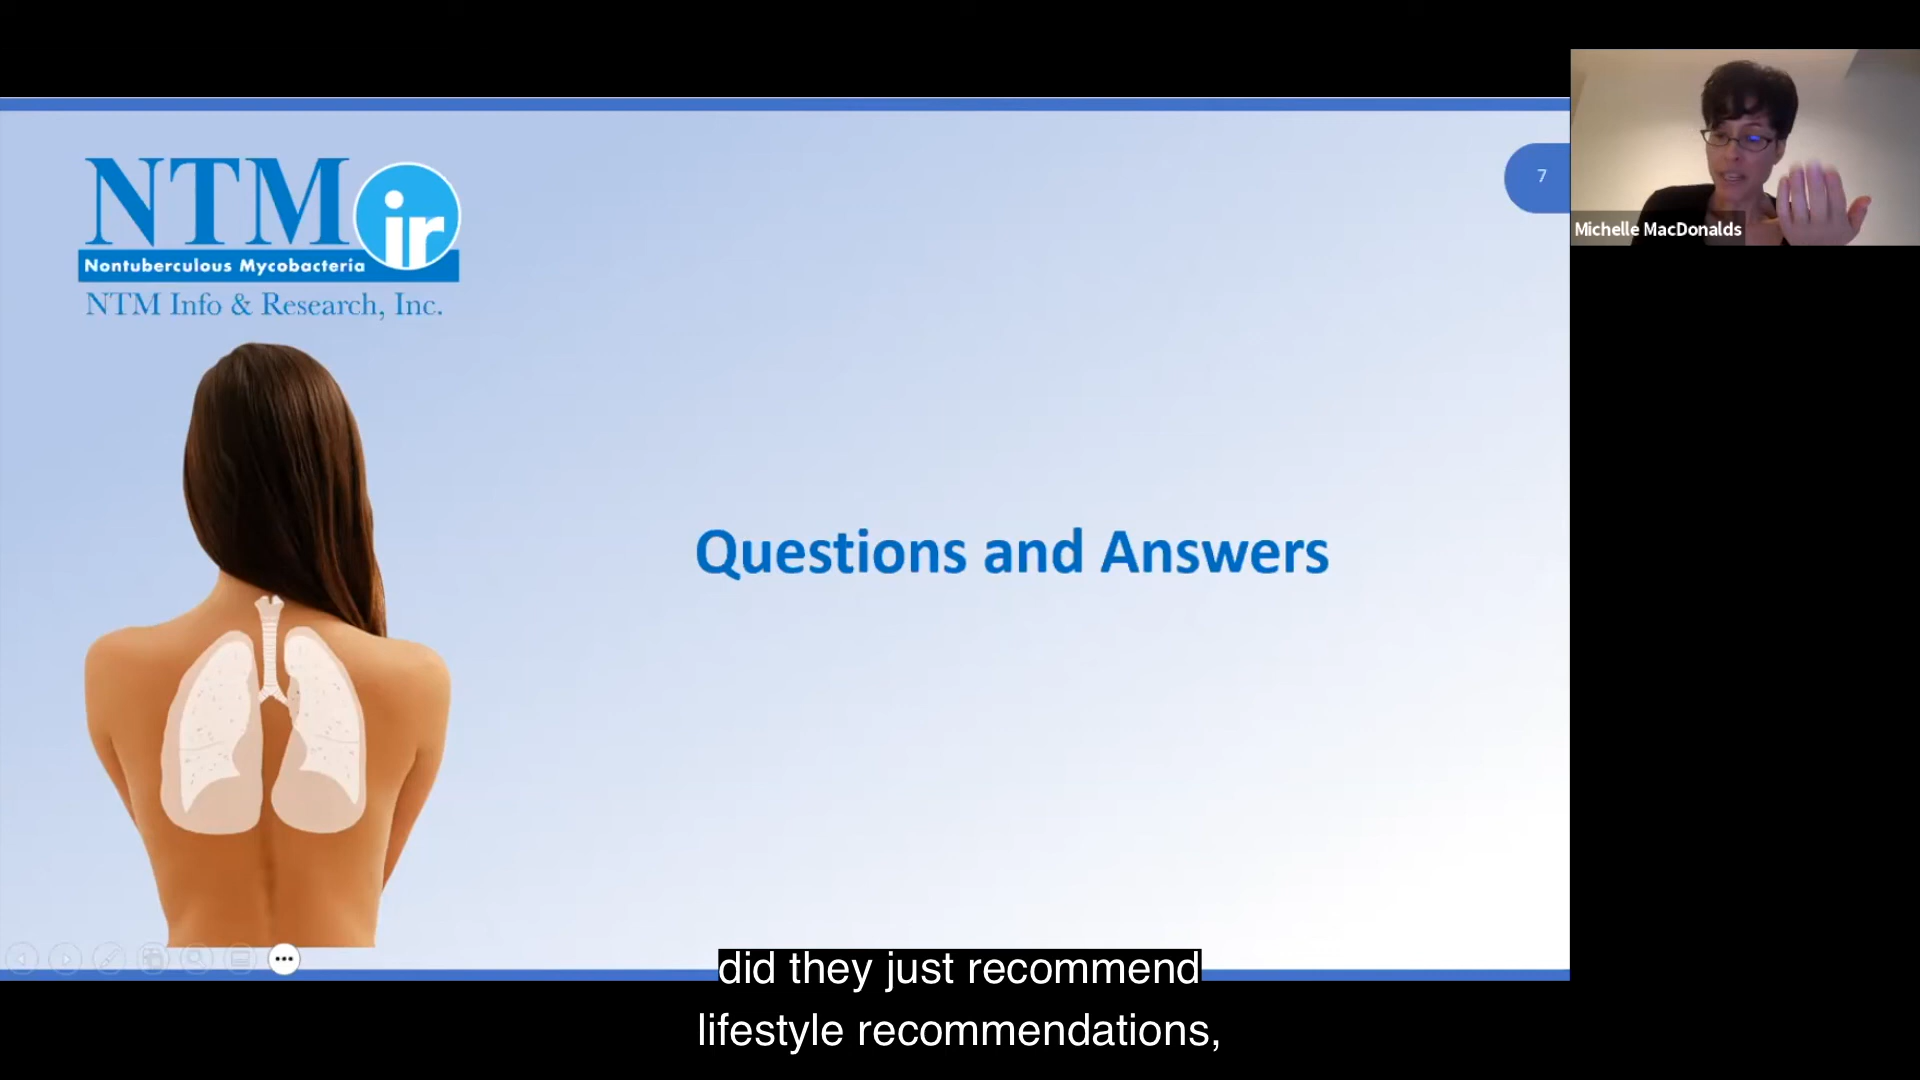 NTM
ir
Nontuberculous Mycobacteria
NTM Info & Research, Inc.
7
Michelle MacDonalds
Questions and Answers
did they just recommend
lifestyle recommendations,